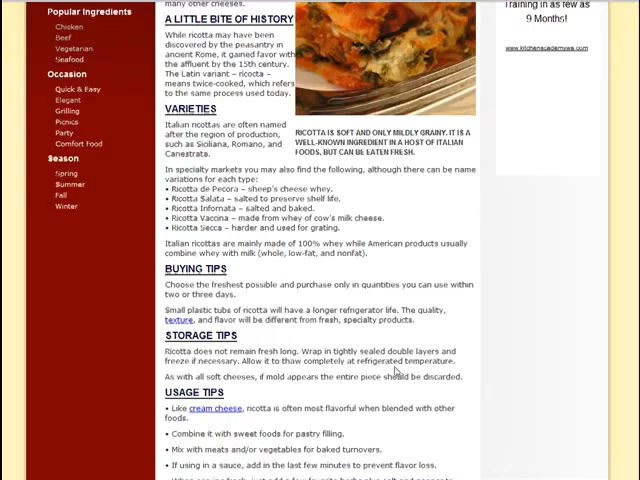 Popular Ingredients
Chicken
Beef
Vegetarian
Seafood
Occasion
Quick & Easy
Elegant
Grilling
Picnics
Party
Comfort Food
Season
Spring
Summer
Fall
Winter
many other cheeses.
A LITTLE BITE OF HISTORY
While ricotta may have been
discovered by the peasantry in
ancient Rome, it gained favor with
the affluent by the 15th century.
The Latin variant – ricocta –
means twice-cooked, which refers
to the same process used today.
VARIETIES
Italian ricottas are often named
after the region of production,
such as Siciliana, Romano, and
Canestrata.
RICOTTA IS SOFT AND ONLY MILDLY GRAINY. IT IS A
WELL-KNOWN INGREDIENT IN A HOST OF ITALIAN
FOODS, BUT CAN BE EATEN FRESH.
In specialty markets you may also find the following, although there can be name
variations for each type:
• Ricotta de Pecora – sheep's cheese whey.
• Ricotta Salata – salted to preserve shelf life.
• Ricotta Infornata – salted and baked.
• Ricotta Vaccina – made from whey of cow's milk cheese.
• Ricotta Secca – harder and used for grating.
Italian ricottas are mainly made of 100% whey while American products usually
combine whey with milk (whole, low-fat, and nonfat).
BUYING TIPS
Choose the freshest possible and purchase only in quantities you can use within
two or three days.
Small plastic tubs of ricotta will have a longer refrigerator life. The quality,
texture, and flavor will be different from fresh, specialty products.
STORAGE TIPS
Ricotta does not remain fresh long. Wrap in tightly sealed double layers and
freeze if necessary. Allow it to thaw completely at refrigerated temperature.
As with all soft cheeses, if mold appears the entire piece should be discarded.
USAGE TIPS
• Like cream cheese, ricotta is often most flavorful when blended with other
foods.
• Combine it with sweet foods for pastry filling.
• Mix with meats and/or vegetables for baked turnovers.
• If using in a sauce, add in the last few minutes to prevent flavor loss.
Training in as few as
9 Months!